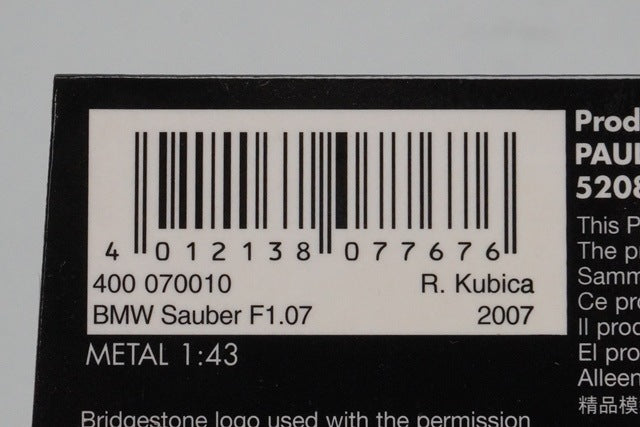 4 012138 077676
400 070010 R. Kubica
BMW Sauber F1.07 2007
METAL 1:43
Bridgestone logo used with the permission
Prod
PAUL
5208
This P
The p
Samm
Ce pro
Il prod
El pro
Alleen
精品模